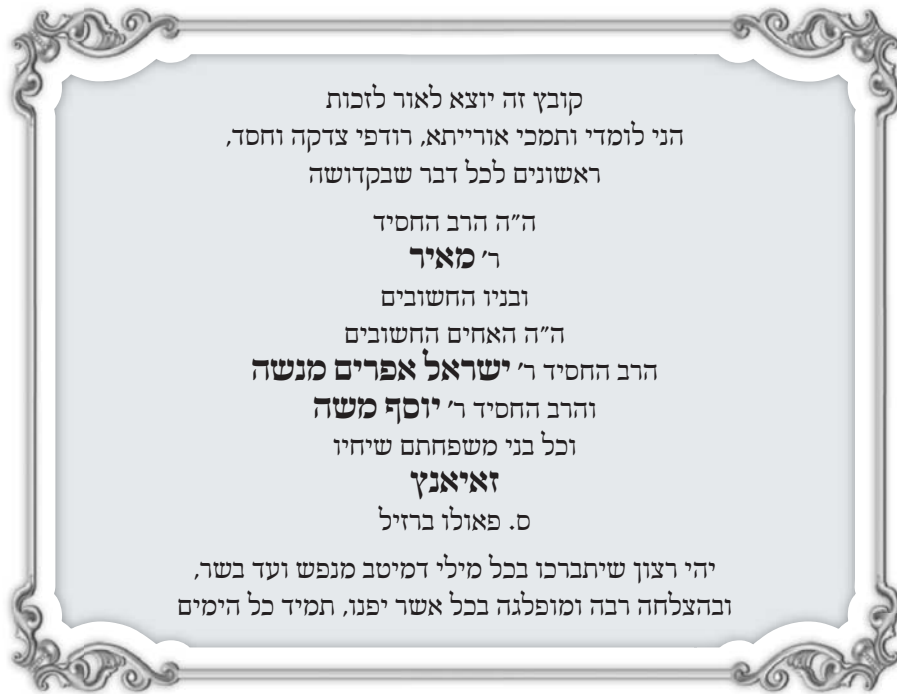 קובץ זה יוצא לאור לזכות
הני לומדי ותמכי אורייתא, רודפי צדקה וחסד,
ראשונים לכל דבר שבקדושה
ה״ה הרב החסיד
ר׳ מאיר
ובניו החשובים
ה״ה האחים החשובים
הרב החסיד ר׳ ישראל אפרים מנשה
והרב החסיד ר׳ יוסף משה
וכל בני משפחתם שיחיו
זאיאנץ
ס. פאולו ברזיל
יהי רצון שיתברכו בכל מילי דמיטב מנפש ועד בשר,
ובהצלחה רבה ומופלגה בכל אשר יפנו, תמיד כל הימים